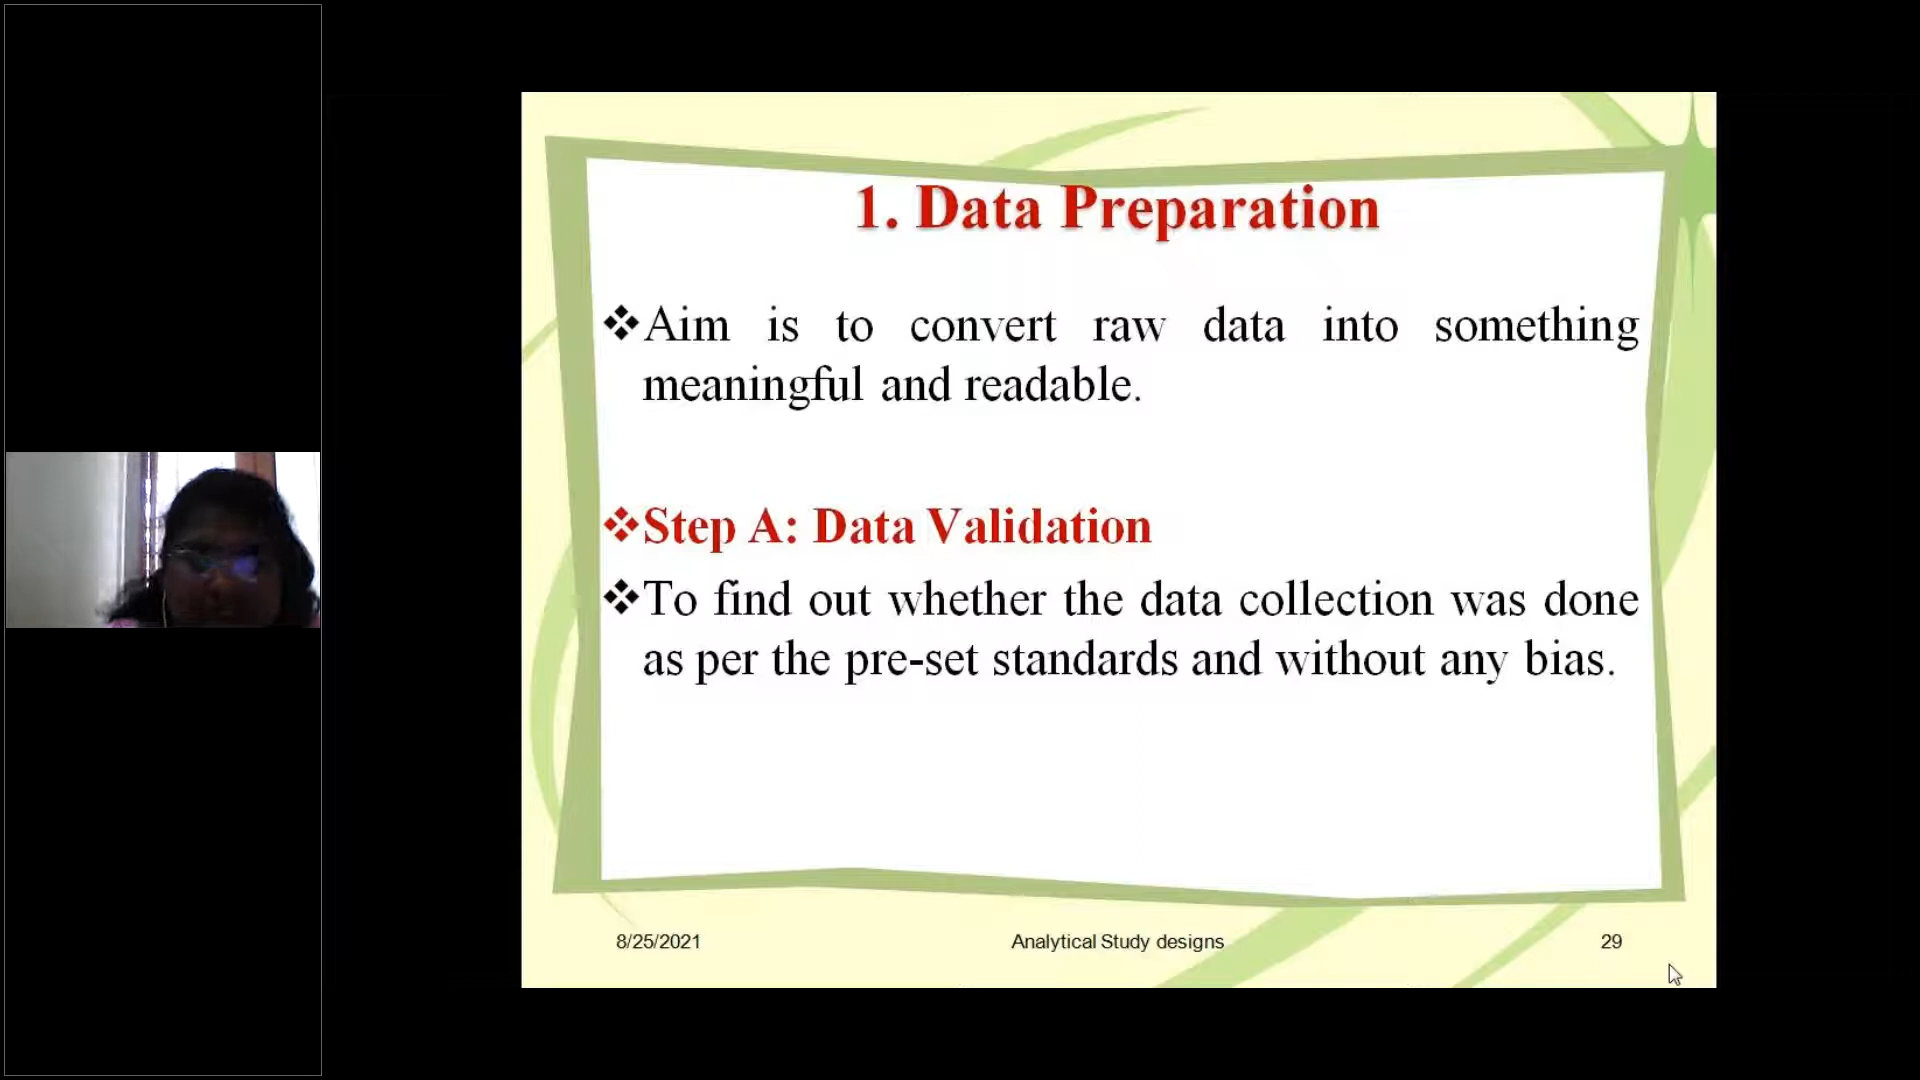 1. Data Preparation
❖Aim is to convert raw data into something
meaningful and readable.
❖Step A: Data Validation
❖To find out whether the data collection was done
as per the pre-set standards and without any bias.
8/25/2021 Analytical Study designs 29